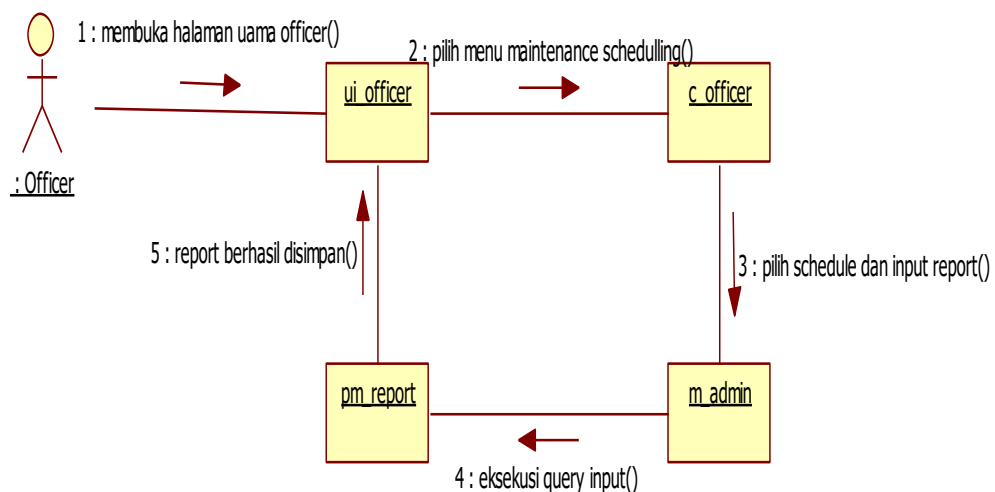 1 : membuka halaman uama officer()
2 : pilih menu maintenance schedulling()
ui_officer
c_officer
: Officer
5 : report berhasil disimpan()
3 : pilih schedule dan input report()
pm_report
m_admin
4 : eksekusi query input()